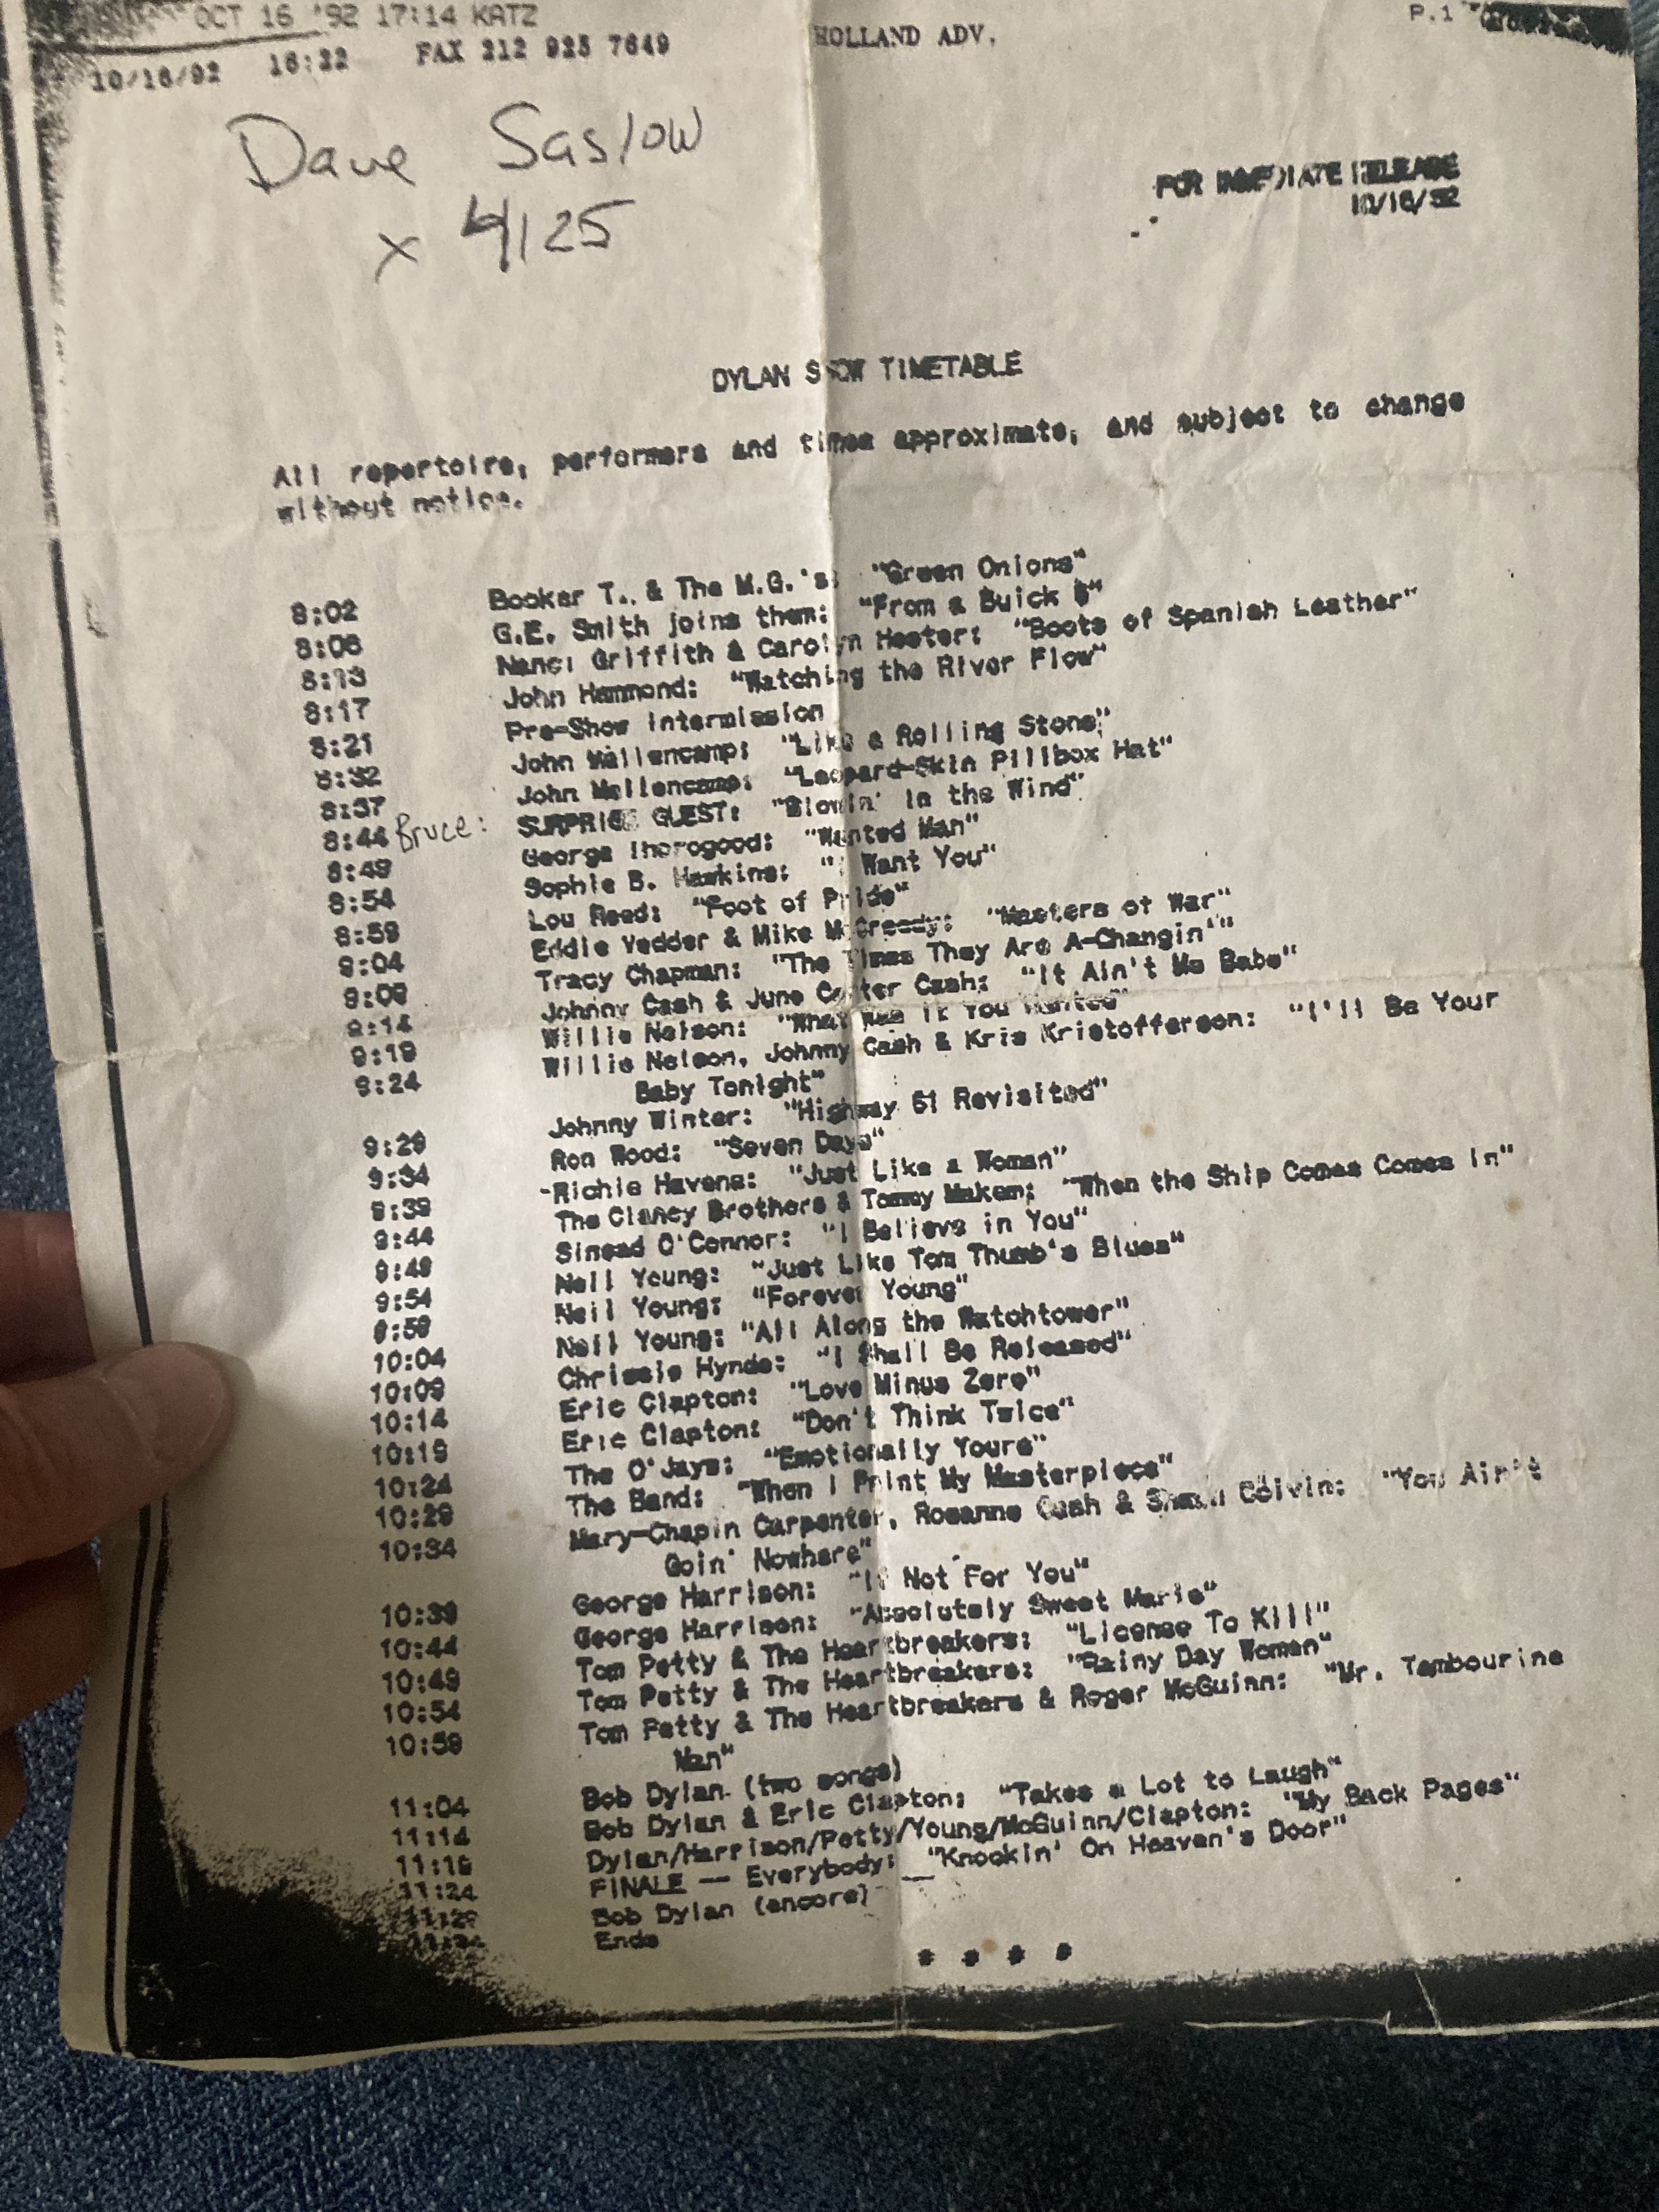 OCT 16 '92 17:14 KATZ P.1
10/16/92 16:22 FAX 212 925 7649 HOLLAND ADV.
Dave Saslow
x 4125
FOR IMMEDIATE RELEASE
10/16/92
DYLAN SHOW TIMETABLE
All repertoire, performers and times approximate, and subject to change
without notice.
8:02 Booker T. & The M.G.'s: "Green Onions"
8:08 G.E. Smith joins them: "From a Buick 6"
8:13 Nanci Griffith & Carolyn Hester: "Boots of Spanish Leather"
8:17 John Hammond: "Watching the River Flow"
8:21 Pre-Show Intermission
8:32 John Mellencamp: "Like a Rolling Stone"
8:37 John Mellencamp: "Leopard-Skin Pillbox Hat"
8:44 Bruce: SURPRISE GUEST: "Blowin' In the Wind"
8:49 George Thorogood: "Wanted Man"
8:54 Sophie B. Hawkins: "I Want You"
8:59 Lou Reed: "Foot of Pride"
9:04 Eddie Vedder & Mike McCready: "Masters of War"
9:09 Tracy Chapman: "The Times They Are A-Changin'"
9:14 Johnny Cash & June Carter Cash: "It Ain't Me Babe"
9:19 Willie Nelson: "What Was It You Wanted"
9:24 Willie Nelson, Johnny Cash & Kris Kristofferson: "I'll Be Your
Baby Tonight"
9:29 Johnny Winter: "Highway 61 Revisited"
9:34 Ron Wood: "Seven Days"
9:39 -Richie Havens: "Just Like a Woman"
9:44 The Clancy Brothers & Tommy Makem: "When the Ship Comes Comes In"
9:49 Sinead O'Connor: "I Believe in You"
9:54 Neil Young: "Just Like Tom Thumb's Blues"
9:59 Neil Young: "Forever Young"
10:04 Neil Young: "All Along the Watchtower"
10:09 Chrissie Hynde: "I Shall Be Released"
10:14 Eric Clapton: "Love Minus Zero"
10:19 Eric Clapton: "Don't Think Twice"
10:24 The O'Jays: "Emotionally Yours"
10:29 The Band: "When I Paint My Masterpiece"
10:34 Mary-Chapin Carpenter, Rosanne Cash & Shawn Colvin: "You Ain't
Goin' Nowhere"
10:39 George Harrison: "If Not For You"
10:44 George Harrison: "Absolutely Sweet Marie"
10:49 Tom Petty & The Heartbreakers: "License To Kill"
10:54 Tom Petty & The Heartbreakers: "Rainy Day Woman"
10:59 Tom Petty & The Heartbreakers & Roger McGuinn: "Mr. Tambourine
Man"
11:04 Bob Dylan (two songs)
11:14 Bob Dylan & Eric Clapton: "Takes a Lot to Laugh"
11:19 Dylan/Harrison/Petty/Young/McGuinn/Clapton: "My Back Pages"
11:24 FINALE -- Everybody: "Knockin' On Heaven's Door"
11:29 Bob Dylan (encore)
11:34 Ends
* * * *